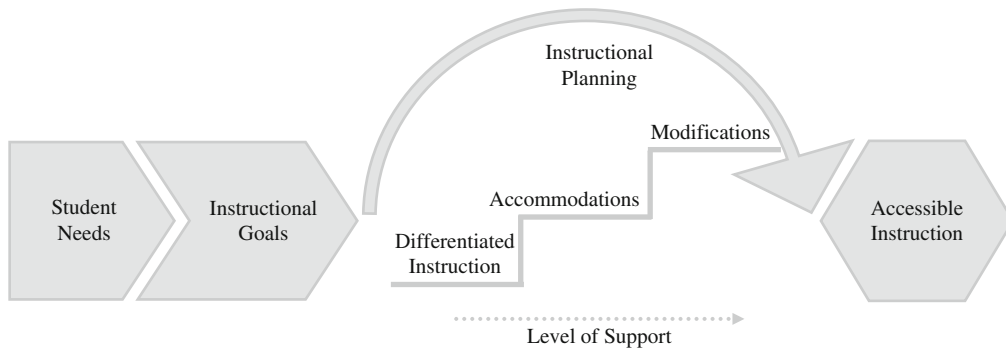 Student
Needs
Instructional
Goals
Instructional
Planning
Differentiated
Instruction
Accommodations
Modifications
Level of Support
Accessible
Instruction